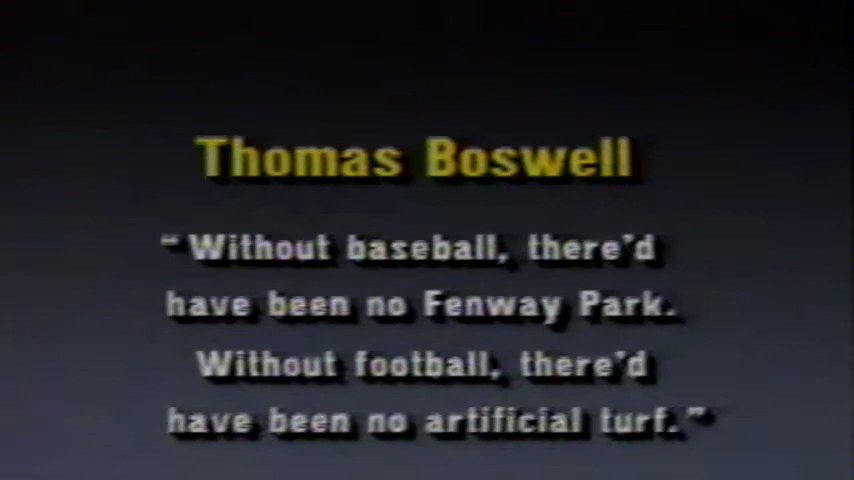 Thomas Boswell
“Without baseball, there'd
have been no Fenway Park.
Without football, there'd
have been no artificial turf.”